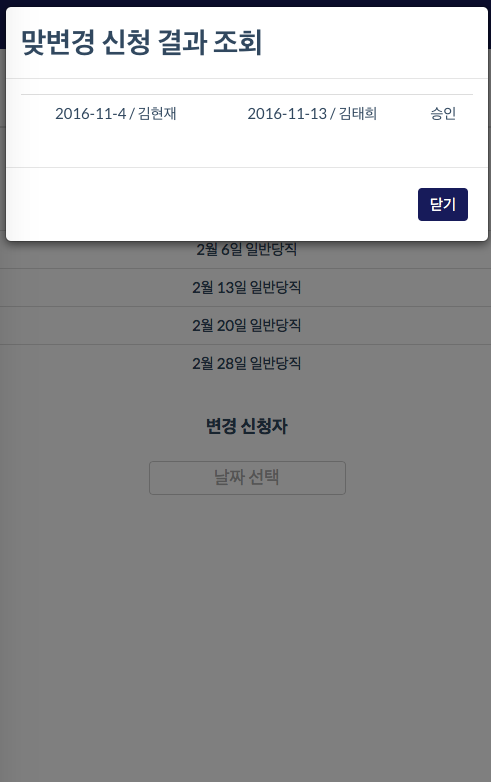 맞변경 신청 결과 조회
2016-11-4 / 김현재 2016-11-13 / 김태희 승인
닫기
2월 6일 일반당직
2월 13일 일반당직
2월 20일 일반당직
2월 28일 일반당직
변경 신청자
날짜 선택